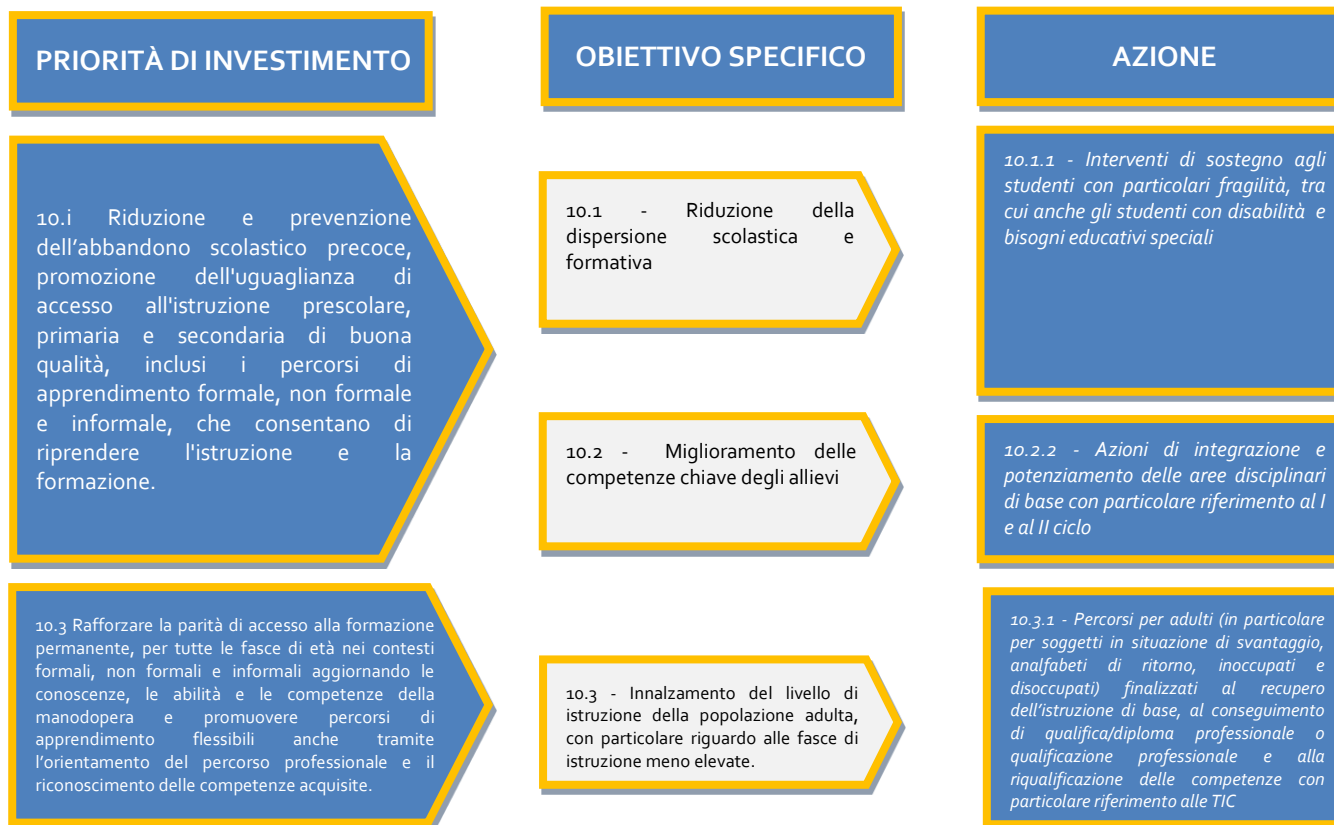 PRIORITÀ DI INVESTIMENTO
OBIETTIVO SPECIFICO
AZIONE
10.i Riduzione e prevenzione
dell’abbandono scolastico precoce,
promozione dell'uguaglianza di
accesso all'istruzione prescolare,
primaria e secondaria di buona
qualità, inclusi i percorsi di
apprendimento formale, non formale
e informale, che consentano di
riprendere l'istruzione e la
formazione.
10.1 - Riduzione della
dispersione scolastica e
formativa
10.1.1 - Interventi di sostegno agli
studenti con particolari fragilità, tra
cui anche gli studenti con disabilità e
bisogni educativi speciali
10.2 - Miglioramento delle
competenze chiave degli allievi
10.2.2 - Azioni di integrazione e
potenziamento delle aree disciplinari
di base con particolare riferimento al I
e al II ciclo
10.3 Rafforzare la parità di accesso alla formazione
permanente, per tutte le fasce di età nei contesti
formali, non formali e informali aggiornando le
conoscenze, le abilità e le competenze della
manodopera e promuovere percorsi di
apprendimento flessibili anche tramite
l’orientamento del percorso professionale e il
riconoscimento delle competenze acquisite.
10.3 - Innalzamento del livello di
istruzione della popolazione adulta,
con particolare riguardo alle fasce di
istruzione meno elevate.
10.3.1 - Percorsi per adulti (in particolare
per soggetti in situazione di svantaggio,
analfabeti di ritorno, inoccupati e
disoccupati) finalizzati al recupero
dell’istruzione di base, al conseguimento
di qualifica/diploma professionale o
qualificazione professionale e alla
riqualificazione delle competenze con
particolare riferimento alle TIC